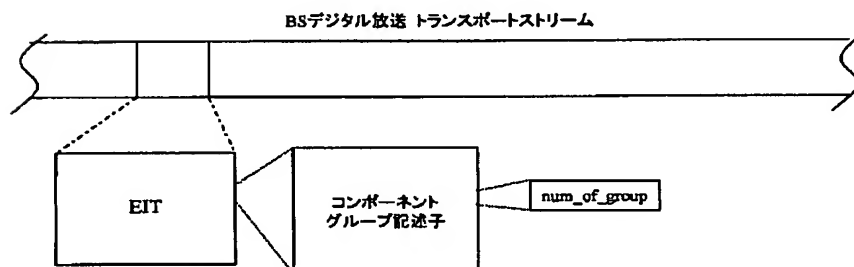 BSデジタル放送 トランスポートストリーム
EIT
コンポーネント
グループ記述子
num_of_group